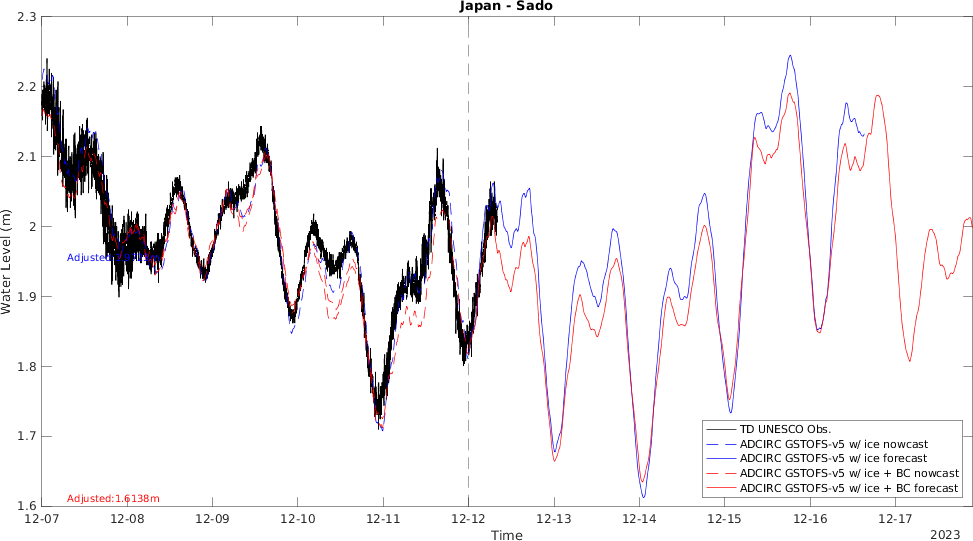 Japan - Sado
Water Level (m)
2.3
2.2
2.1
2
1.9
1.8
1.7
1.6
Adjusted:
Adjusted:1.6138m
TD UNESCO Obs.
ADCIRC GSTOFS-v5 w/ ice nowcast
ADCIRC GSTOFS-v5 w/ ice forecast
ADCIRC GSTOFS-v5 w/ ice + BC nowcast
ADCIRC GSTOFS-v5 w/ ice + BC forecast
12-07
12-08
12-09
12-10
12-11
12-12
12-13
12-14
12-15
12-16
12-17
Time
2023